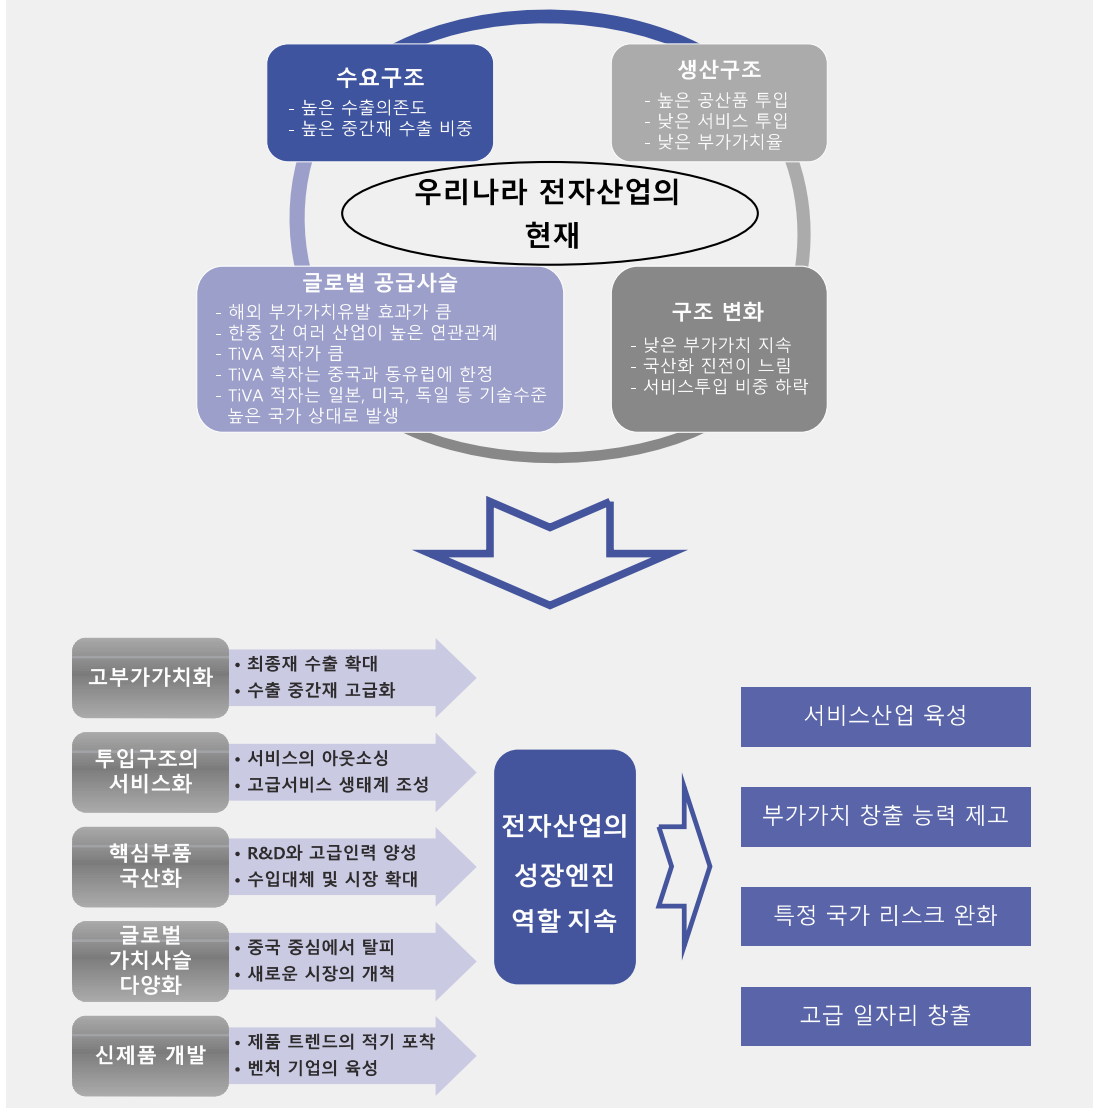 수요구조
- 높은 수출의존도
- 높은 중간재 수출 비중
생산구조
- 높은 공산품 투입
- 낮은 서비스 투입
- 낮은 부가가치율
우리나라 전자산업의
현재
글로벌 공급사슬
- 해외 부가가치유발 효과가 큼
- 한중 간 여러 산업이 높은 연관관계
- TiVA 적자가 큼
- TiVA 흑자는 중국과 동유럽에 한정
- TiVA 적자는 일본, 미국, 독일 등 기술수준
높은 국가 상대로 발생
구조 변화
- 낮은 부가가치 지속
- 국산화 진전이 느림
- 서비스투입 비중 하락
고부가가치화
• 최종재 수출 확대
• 수출 중간재 고급화
투입구조의
서비스화
• 서비스의 아웃소싱
• 고급서비스 생태계 조성
핵심부품
국산화
• R&D와 고급인력 양성
• 수입대체 및 시장 확대
글로벌
가치사슬
다양화
• 중국 중심에서 탈피
• 새로운 시장의 개척
신제품 개발
• 제품 트렌드의 적기 포착
• 벤처 기업의 육성
전자산업의
성장엔진
역할 지속
서비스산업 육성
부가가치 창출 능력 제고
특정 국가 리스크 완화
고급 일자리 창출